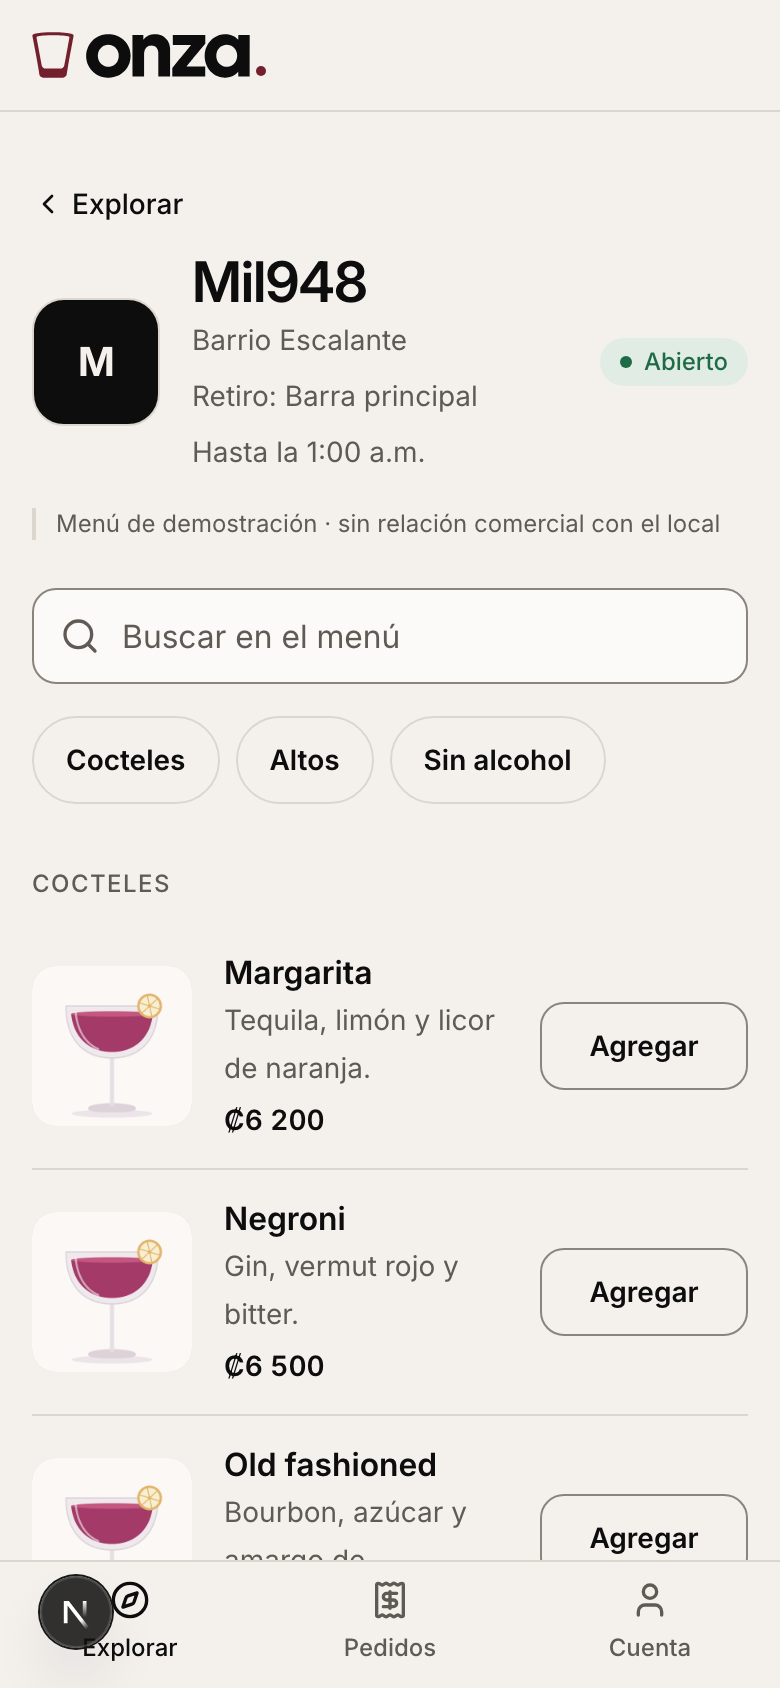 onza.
Explorar
Mil948
M
Barrio Escalante
Abierto
Retiro: Barra principal
Hasta la 1:00 a.m.
Menú de demostración · sin relación comercial con el local
Buscar en el menú
Cocteles
Altos
Sin alcohol
COCTELES
Margarita
Tequila, limón y licor
de naranja.
₡6 200
Agregar
Negroni
Gin, vermut rojo y
bitter.
₡6 500
Agregar
Old fashioned
Bourbon, azúcar y
amargo de
Agregar
N
Explorar
Pedidos
Cuenta